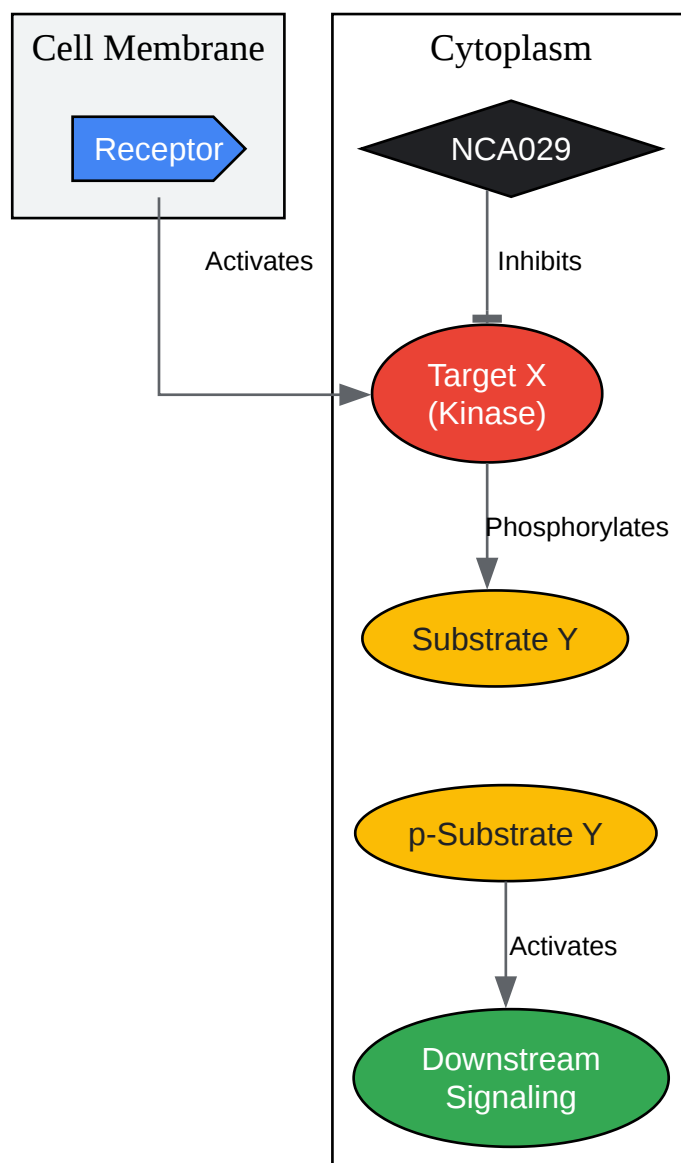 Cell Membrane
Cytoplasm
Receptor
NCA029
Activates
Inhibits
Target X
(Kinase)
Phosphorylates
Substrate Y
p-Substrate Y
Activates
Downstream
Signaling